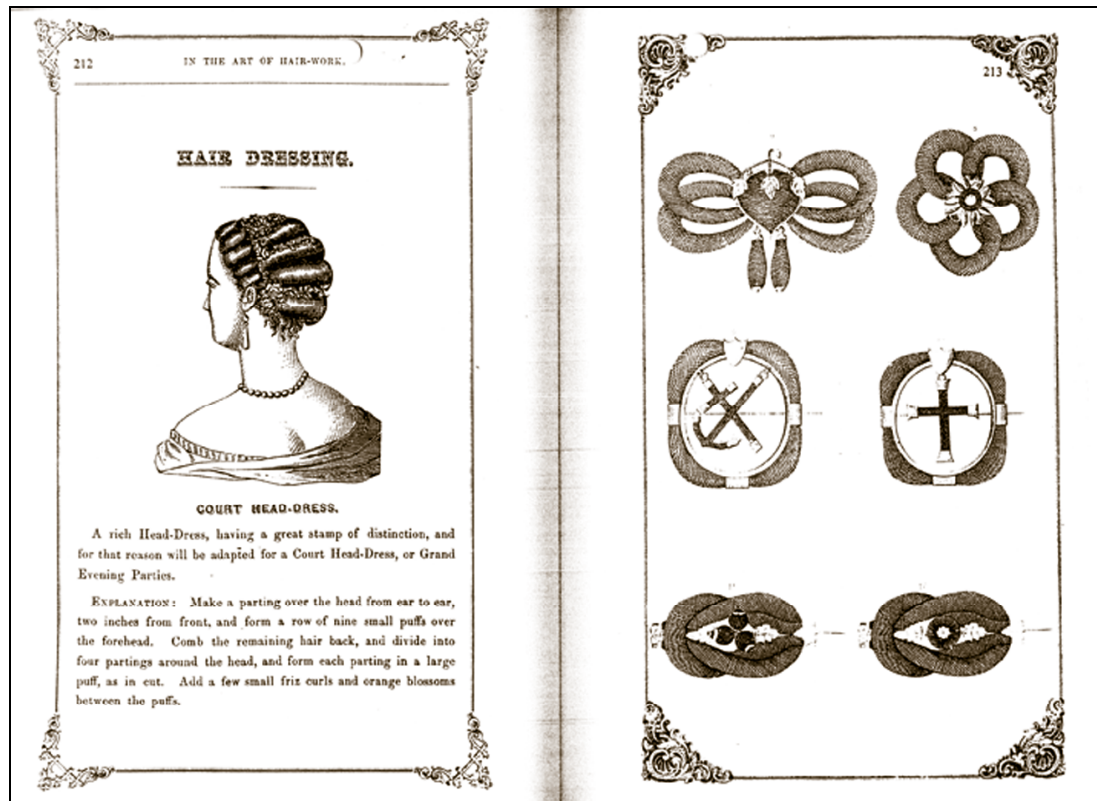 212
IN THE ART OF HAIR-WORK.
HAIR DRESSING.
COURT HEAD-DRESS.
A rich Head-Dress, having a great stamp of distinction, and
for that reason will be adapted for a Court Head-Dress, or Grand
Evening Parties.
EXPLANATION: Make a parting over the head from ear to ear,
two inches from front, and form a row of nine small puffs over
the forehead. Comb the remaining hair back, and divide into
four partings around the head, and form each parting in a large
puff, as in cut. Add a few small friz curls and orange blossoms
between the puffs.
213